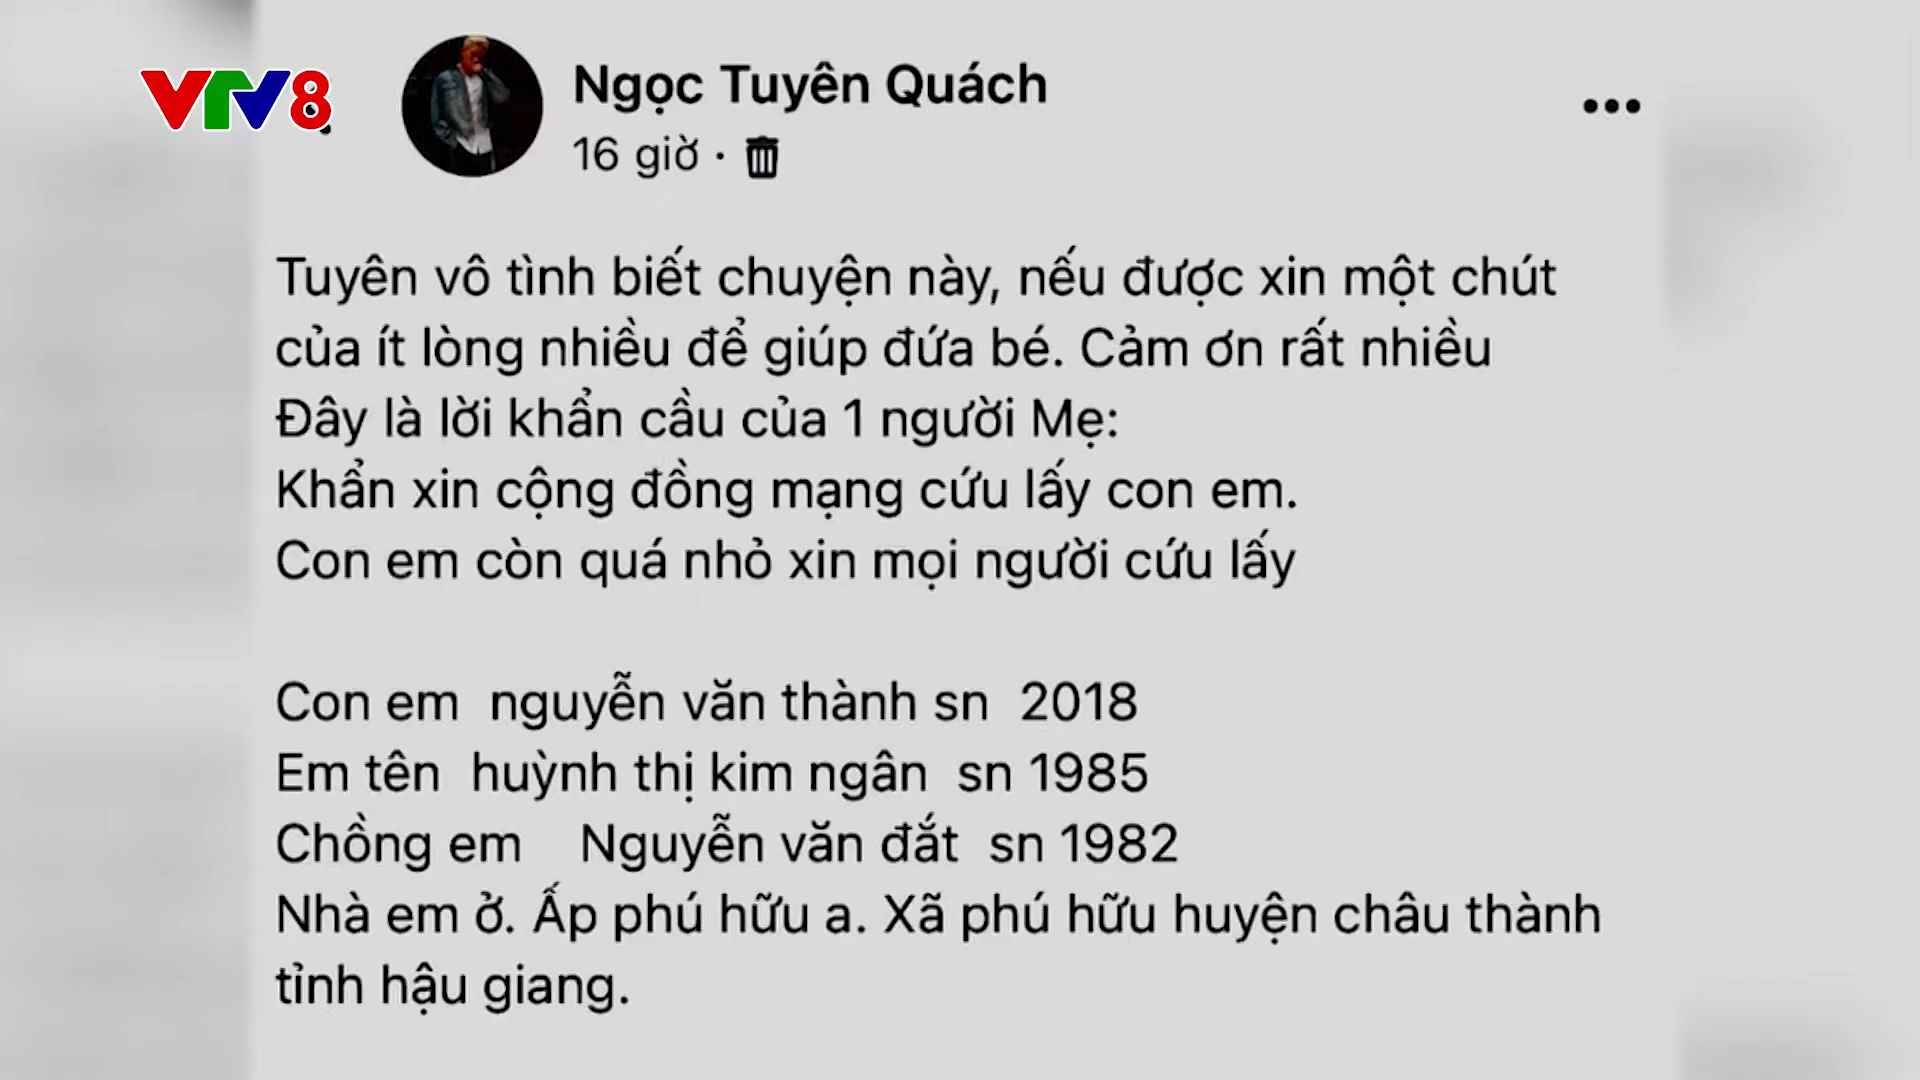 VTV8
Ngọc Tuyên Quách
16 giờ ·
Tuyên vô tình biết chuyện này, nếu được xin một chút
của ít lòng nhiều để giúp đứa bé. Cảm ơn rất nhiều
Đây là lời khẩn cầu của 1 người Mẹ:
Khẩn xin cộng đồng mạng cứu lấy con em.
Con em còn quá nhỏ xin mọi người cứu lấy
Con em  nguyễn văn thành sn  2018
Em tên  huỳnh thị kim ngân  sn 1985
Chồng em    Nguyễn văn đắt  sn 1982
Nhà em ở. Ấp phú hữu a. Xã phú hữu huyện châu thành
tỉnh hậu giang.